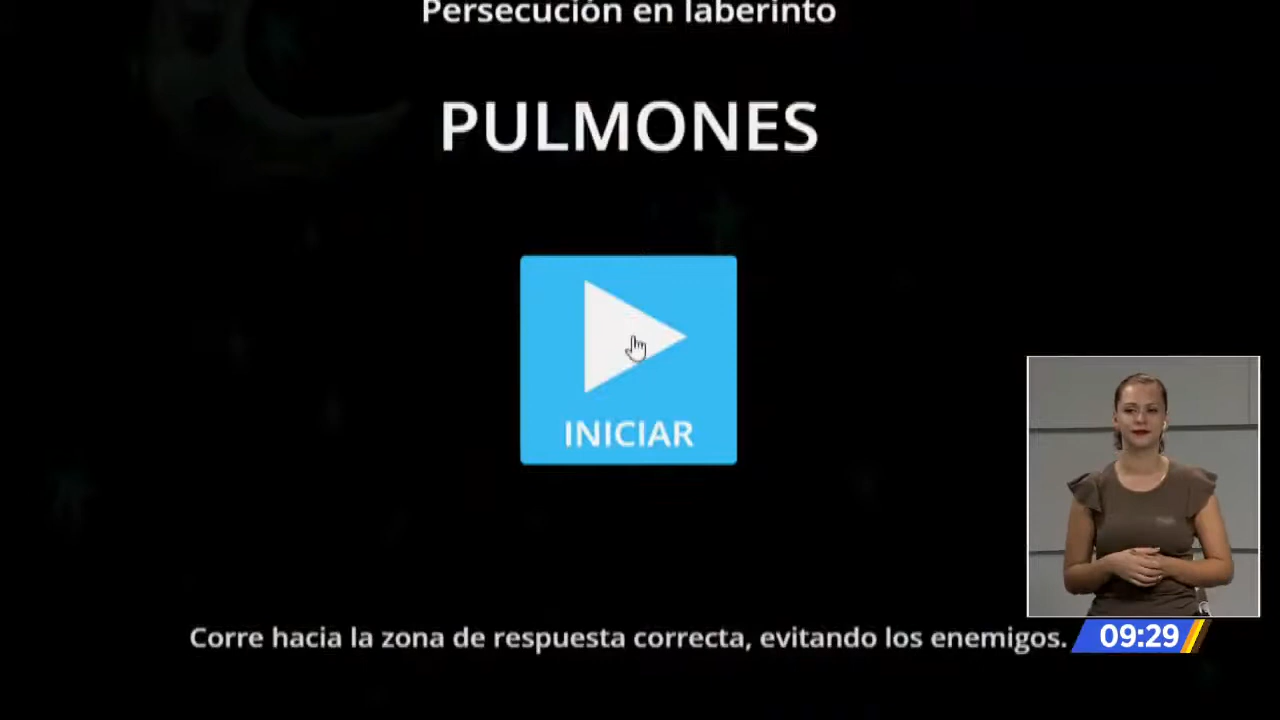 Persecución en laberinto
PULMONES
INICIAR
Corre hacia la zona de respuesta correcta, evitando los enemigos.
09:29